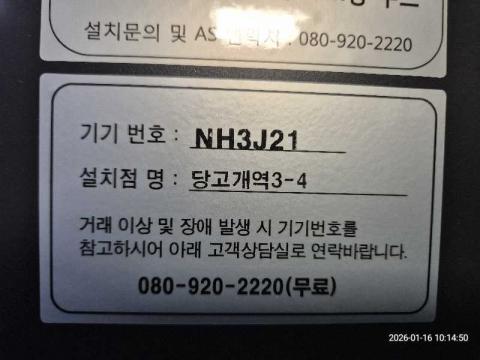 설치문의 및 AS 연락처 : 080-920-2220
기기 번호 : NH3J21
설치점 명 : 당고개역3-4
거래 이상 및 장애 발생 시 기기번호를
참고하시어 아래 고객상담실로 연락바랍니다.
080-920-2220(무료)
2026-01-16 10:14:50